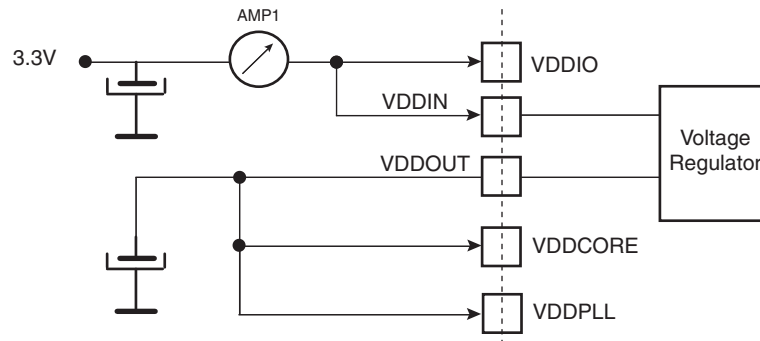 AMP1
3.3V
VDDIO
VDDIN
Voltage
Regulator
VDDOUT
VDDCORE
VDDPLL